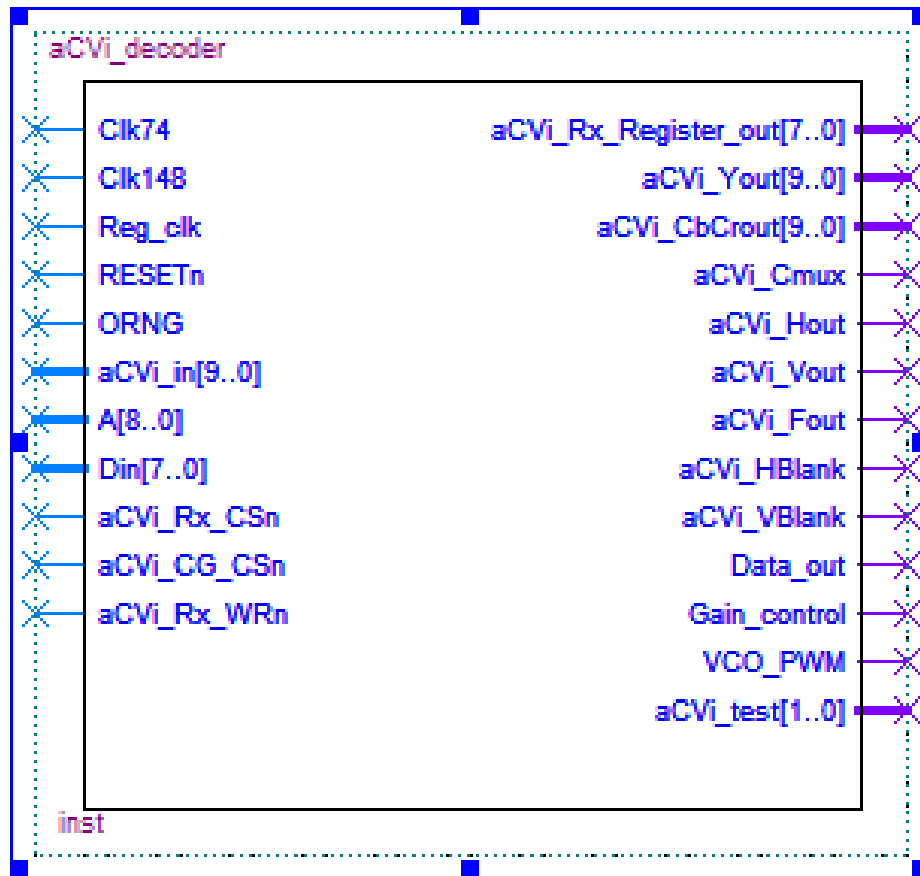 aCVi_decoder
Clk74
Clk148
Reg_clk
RESETn
ORNG
aCVi_in[9..0]
A[8..0]
Din[7..0]
aCVi_Rx_CSn
aCVi_CG_CSn
aCVi_Rx_WRn
aCVi_Rx_Register_out[7..0]
aCVi_Yout[9..0]
aCVi_CbCrout[9..0]
aCVi_Cmux
aCVi_Hout
aCVi_Vout
aCVi_Fout
aCVi_HBlank
aCVi_VBlank
Data_out
Gain_control
VCO_PWM
aCVi_test[1..0]
inst